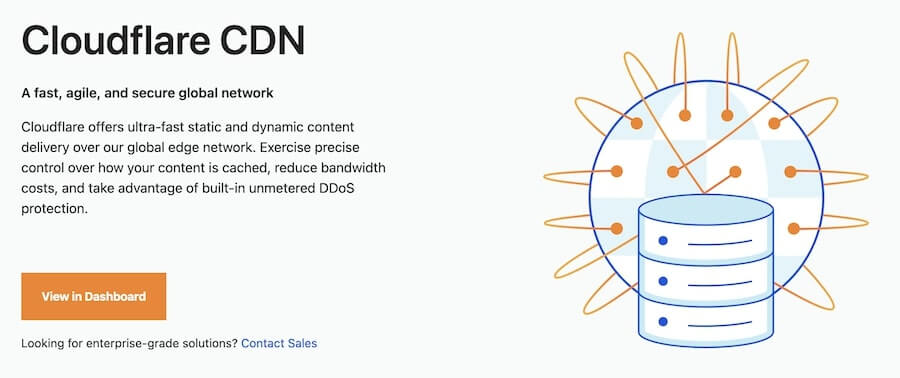 Cloudflare CDN
A fast, agile, and secure global network
Cloudflare offers ultra-fast static and dynamic content
delivery over our global edge network. Exercise precise
control over how your content is cached, reduce bandwidth
costs, and take advantage of built-in unmetered DDoS
protection.
View in Dashboard
Looking for enterprise-grade solutions? Contact Sales